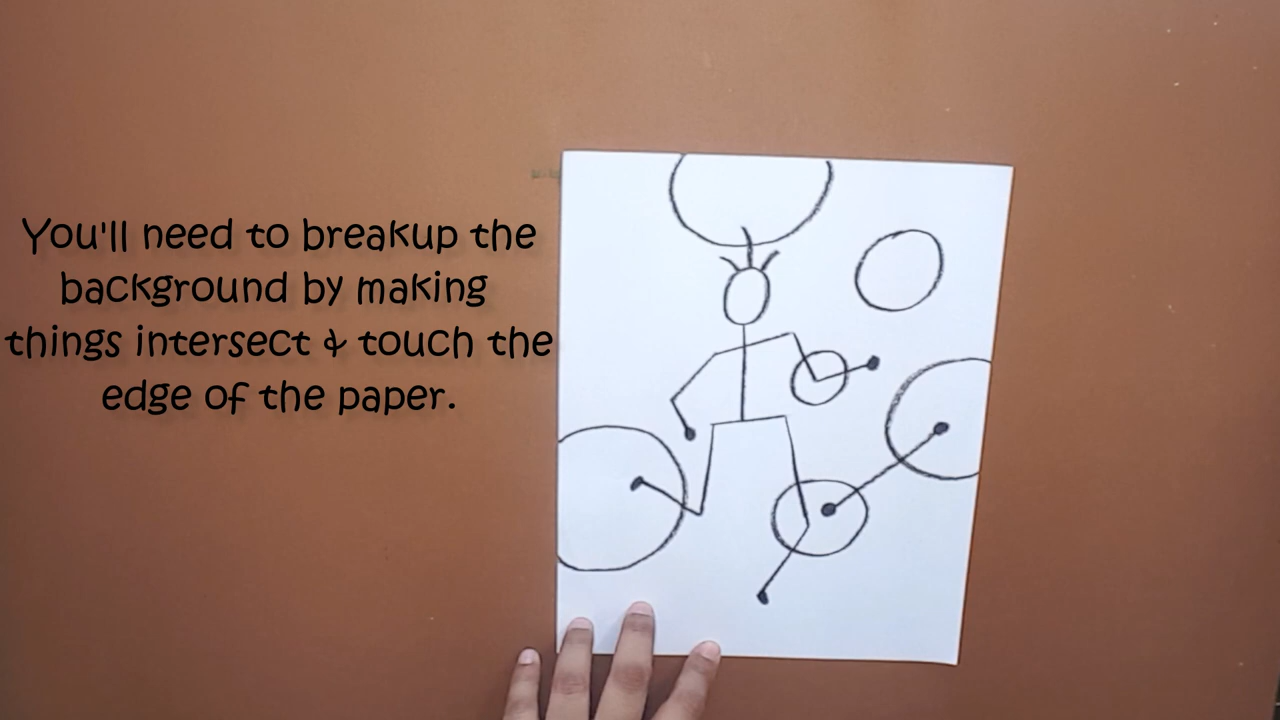 You'll need to breakup the
background by making
things intersect & touch the
edge of the paper.